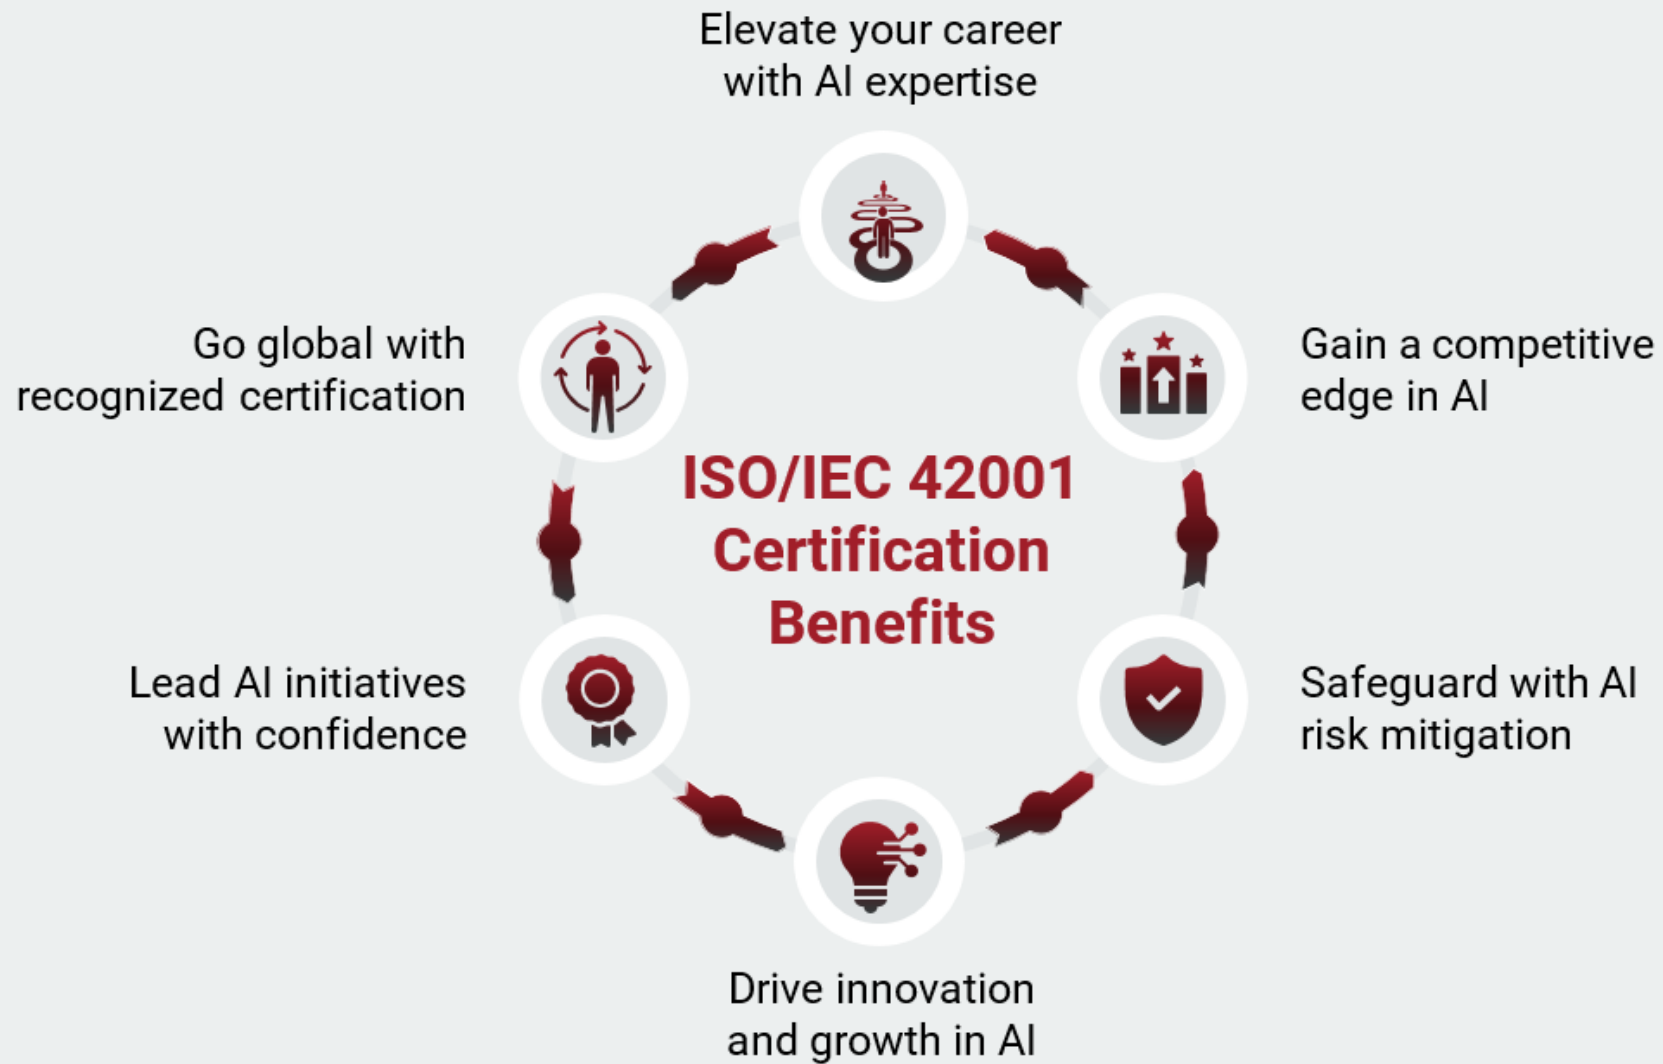 Elevate your career
with AI expertise
Go global with
recognized certification
Gain a competitive
edge in AI
ISO/IEC 42001
Certification
Benefits
Lead AI initiatives
with confidence
Safeguard with AI
risk mitigation
Drive innovation
and growth in AI